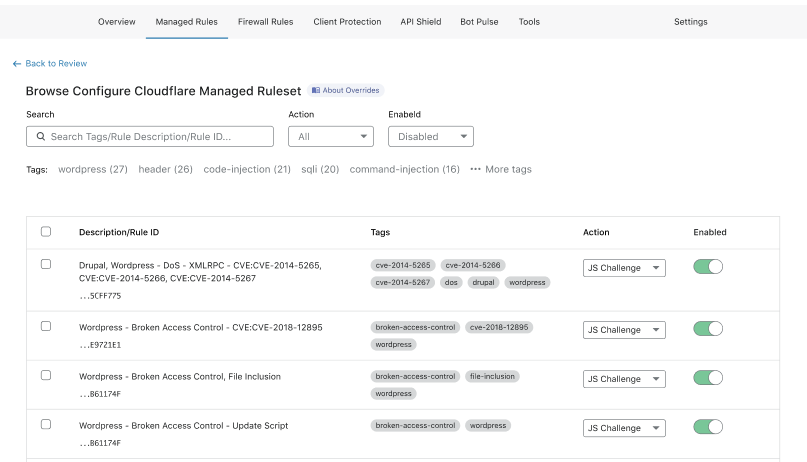 Overview Managed Rules Firewall Rules Client Protection API Shield Bot Pulse Tools Settings
← Back to Review
Browse Configure Cloudflare Managed Ruleset About Overrides
Search Action Enabeld
Search Tags/Rule Description/Rule ID... All Disabled
Tags: wordpress (27) header (26) code-injection (21) sqli (20) command-injection (16) ••• More tags
Description/Rule ID Tags Action Enabled
Drupal, Wordpress - DoS - XMLRPC - CVE:CVE-2014-5265, cve-2014-5265 cve-2014-5266 JS Challenge
CVE:CVE-2014-5266, CVE:CVE-2014-5267 cve-2014-5267 dos drupal wordpress
...5CFF775
Wordpress - Broken Access Control - CVE:CVE-2018-12895 broken-access-control cve-2018-12895 JS Challenge
...E9721E1 wordpress
Wordpress - Broken Access Control, File Inclusion broken-access-control file-inclusion JS Challenge
...B61174F wordpress
Wordpress - Broken Access Control - Update Script broken-access-control wordpress JS Challenge
...B61174F